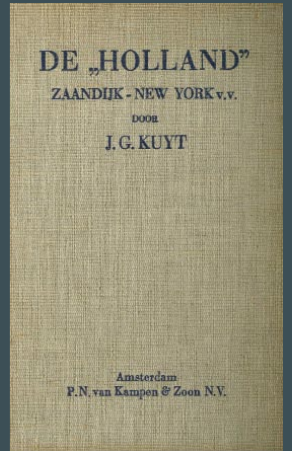 DE „HOLLAND”
ZAANDIJK - NEW YORK v.v.
DOOR
J. G. KUYT
Amsterdam
P. N. van Kampen & Zoon N.V.